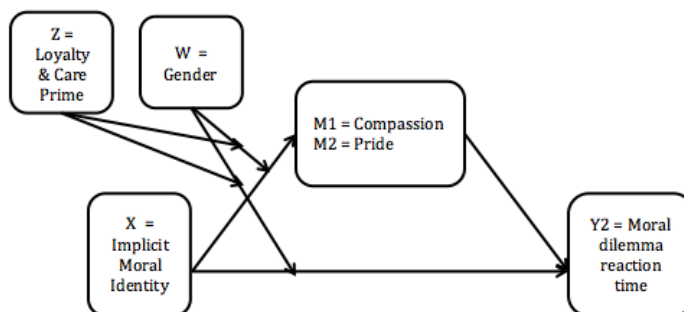 Z =
Loyalty
& Care
Prime
W =
Gender
M1 = Compassion
M2 = Pride
X =
Implicit
Moral
Identity
Y2 = Moral
dilemma
reaction
time